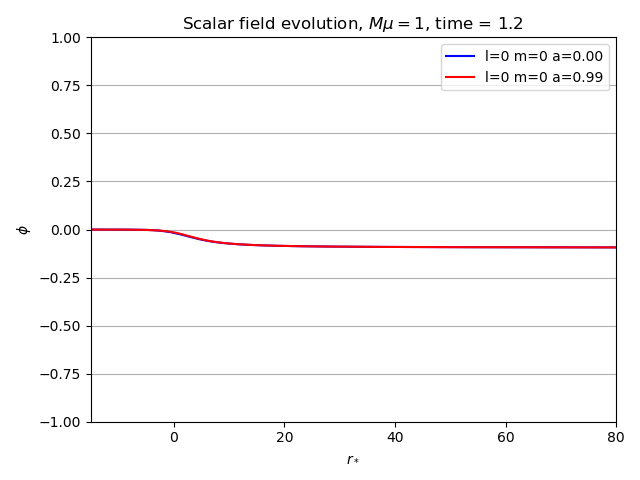 Scalar field evolution, $M\mu = 1$, time = 1.2
1.00
0.75
0.50
0.25
0.00
−0.25
−0.50
−0.75
−1.00
ϕ
l=0 m=0 a=0.00
l=0 m=0 a=0.99
0 20 40 60 80
r*